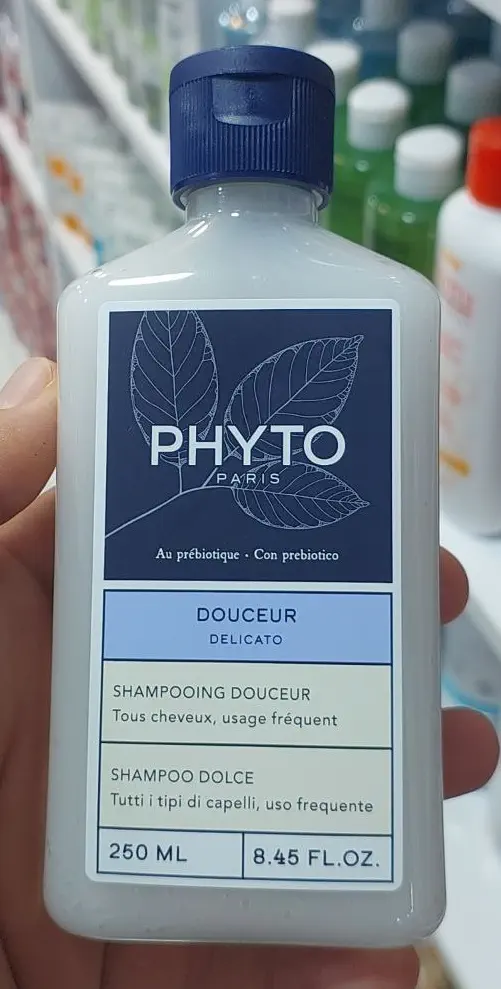 PHYTO
PARIS
Au prébiotique · Con prebiotico
DOUCEUR
DELICATO
SHAMPOOING DOUCEUR
Tous cheveux, usage fréquent
SHAMPOO DOLCE
Tutti i tipi di capelli, uso frequente
250 ML
8.45 FL.OZ.